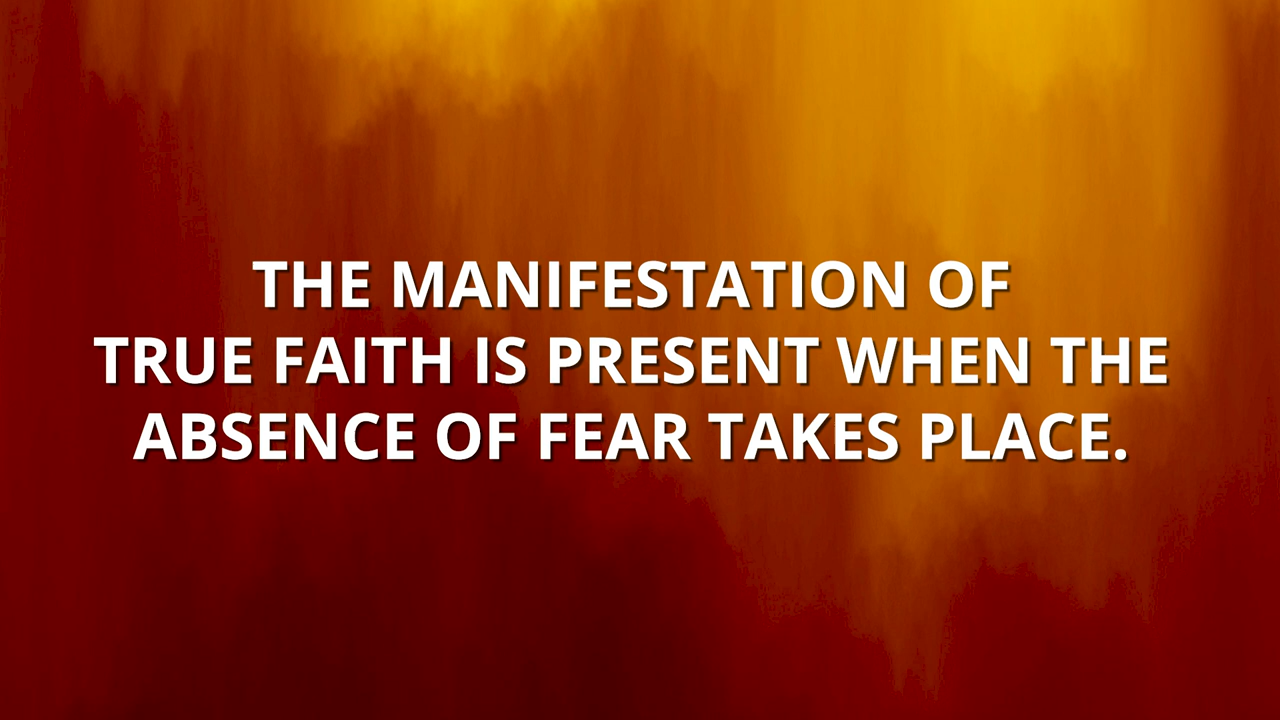 THE MANIFESTATION OF
TRUE FAITH IS PRESENT WHEN THE
ABSENCE OF FEAR TAKES PLACE.